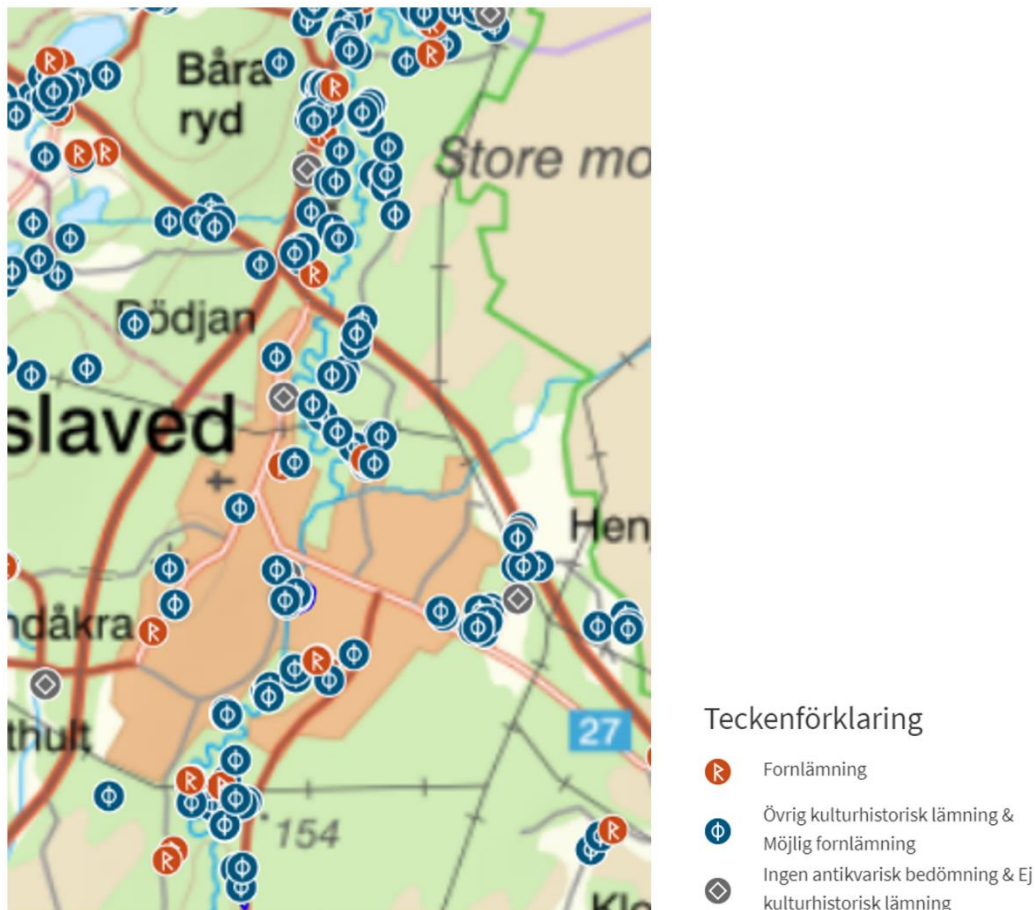 Båra
ryd
Store mo
Bödjan
slaved
Hen
ndåkra
thult
27
154
Klo
Teckenförklaring
Fornlämning
Övrig kulturhistorisk lämning &
Möjlig fornlämning
Ingen antikvarisk bedömning & Ej
kulturhistorisk lämning